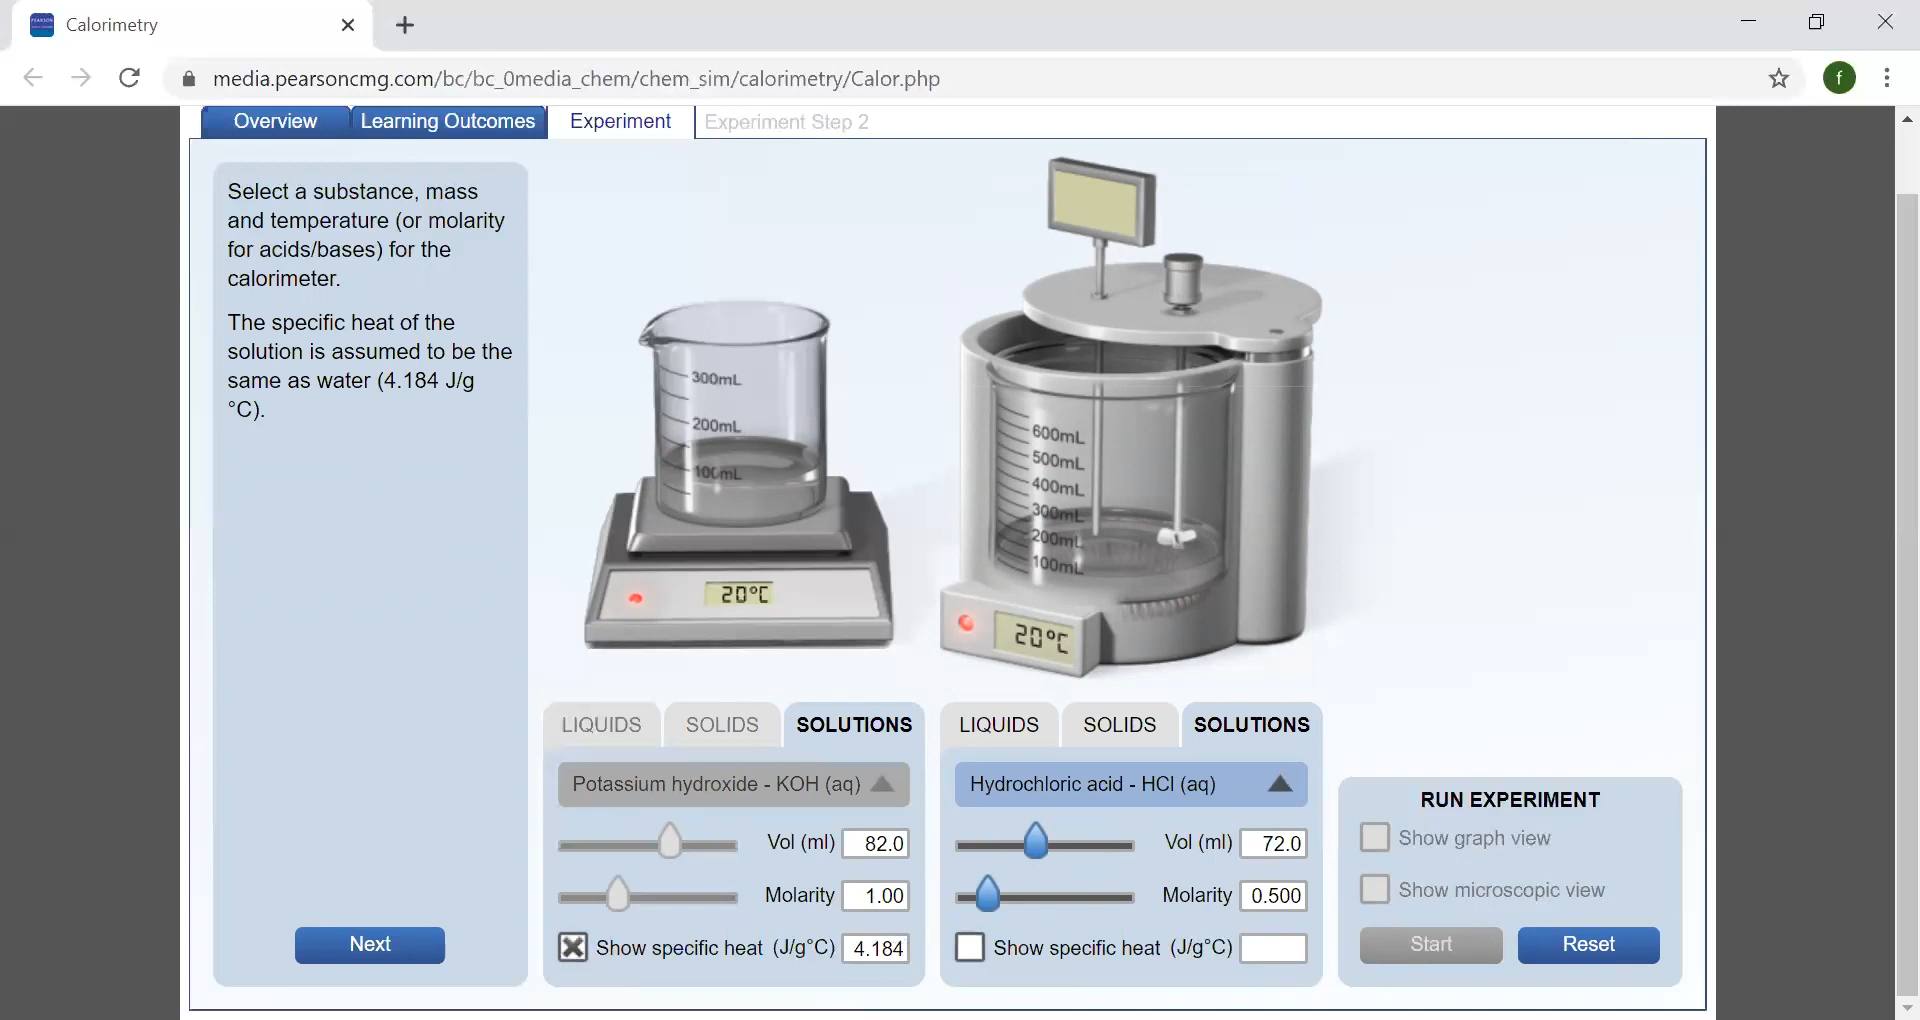 Calorimetry
media.pearsoncmg.com/bc/bc_0media_chem/chem_sim/calorimetry/Calor.php
f
Overview
Learning Outcomes
Experiment
Experiment Step 2
Select a substance, mass
and temperature (or molarity
for acids/bases) for the
calorimeter.
The specific heat of the
solution is assumed to be the
same as water (4.184 J/g
°C).
Next
300mL
200mL
100mL
20°C
600mL
500mL
400mL
300mL
200mL
100mL
20°C
LIQUIDS
SOLIDS
SOLUTIONS
Potassium hydroxide - KOH (aq)
Vol (ml) 82.0
Molarity 1.00
Show specific heat (J/g°C) 4.184
LIQUIDS
SOLIDS
SOLUTIONS
Hydrochloric acid - HCl (aq)
Vol (ml) 72.0
Molarity 0.500
Show specific heat (J/g°C)
RUN EXPERIMENT
Show graph view
Show microscopic view
Start
Reset